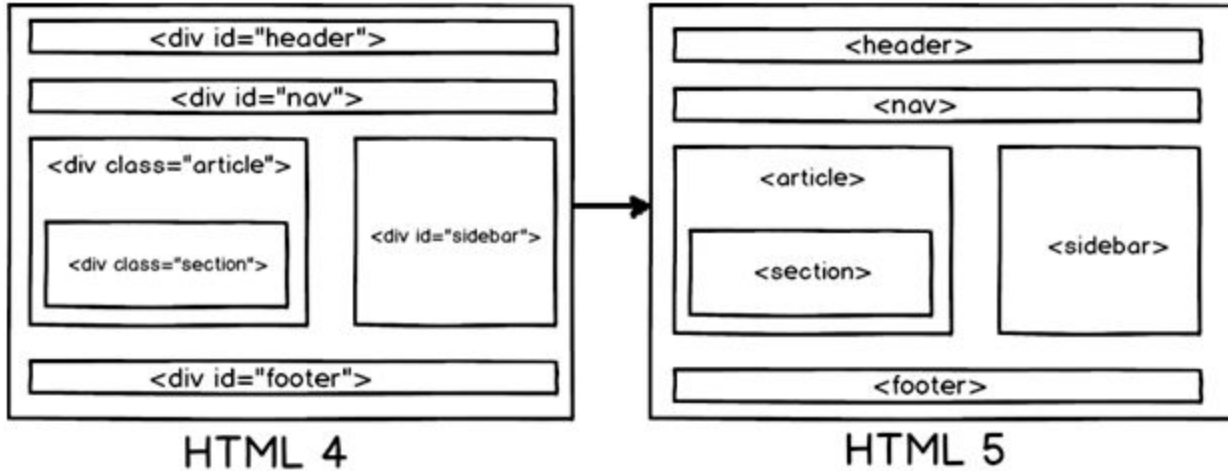 <div id="header">
<div id="nav">
<div class="article">
<div class="section">
<div id="sidebar">
<div id="footer">
HTML 4
<header>
<nav>
<article>
<section>
<sidebar>
<footer>
HTML 5